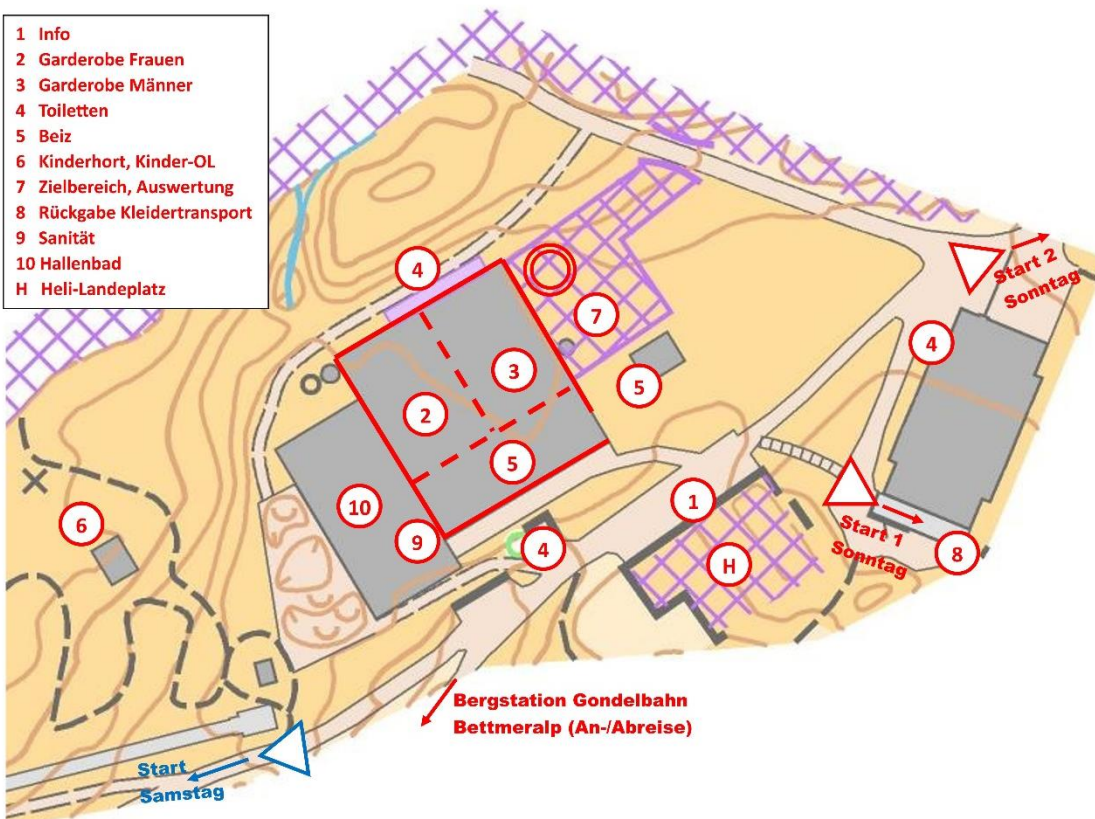 1 Info
2 Garderobe Frauen
3 Garderobe Männer
4 Toiletten
5 Beiz
6 Kinderhort, Kinder-OL
7 Zielbereich, Auswertung
8 Rückgabe Kleidertransport
9 Sanität
10 Hallenbad
H Heli-Landeplatz
4
Start 2
Sonntag
7
4
3
5
2
5
1
10
6
9
4
H
Start 1
Sonntag
8
Bergstation Gondelbahn
Bettmeralp (An-/Abreise)
Start
Samstag